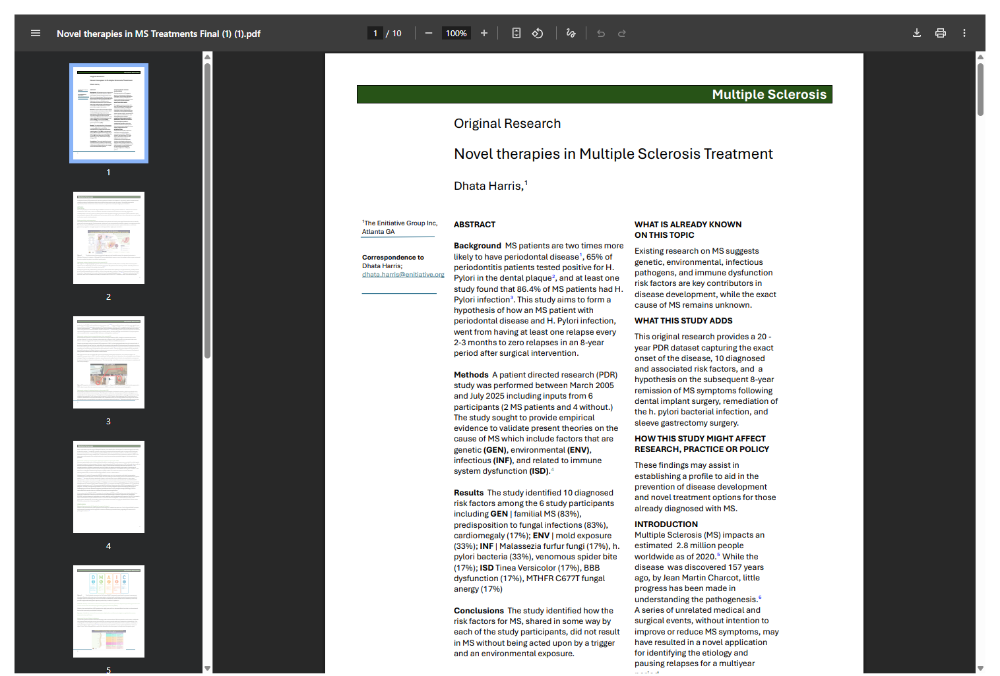 Novel therapies in MS Treatments Final (1) (1).pdf
1 / 10
100%
1
2
3
4
5
Multiple Sclerosis
Original Research
Novel therapies in Multiple Sclerosis Treatment
Dhata Harris,1
1The Enitiative Group Inc,
Atlanta GA
Correspondence to
Dhata Harris;
dhata.harris@enitiative.org
ABSTRACT
Background MS patients are two times more
likely to have periodontal disease1, 65% of
periodontitis patients tested positive for H.
Pylori in the dental plaque2, and at least one
study found that 86.4% of MS patients had H.
Pylori infection3. This study aims to form a
hypothesis of how an MS patient with
periodontal disease and H. Pylori infection,
went from having at least one relapse every
2-3 months to zero relapses in an 8-year
period after surgical intervention.
Methods A patient directed research (PDR)
study was performed between March 2005
and July 2025 including inputs from 6
participants (2 MS patients and 4 without.)
The study sought to provide empirical
evidence to validate present theories on the
cause of MS which include factors that are
genetic (GEN), environmental (ENV),
infectious (INF), and related to immune
system dysfunction (ISD).4
Results The study identified 10 diagnosed
risk factors among the 6 study participants
including GEN | familial MS (83%),
predisposition to fungal infections (83%),
cardiomegaly (17%); ENV | mold exposure
(33%); INF | Malassezia furfur fungi (17%), h.
pylori bacteria (33%), venomous spider bite
(17%); ISD Tinea Versicolor (17%), BBB
dysfunction (17%), MTHFR C677T fungal
anergy (17%)
Conclusions The study identified how the
risk factors for MS, shared in some way by
each of the study participants, did not result
in MS without being acted upon by a trigger
and an environmental exposure.
WHAT IS ALREADY KNOWN
ON THIS TOPIC
Existing research on MS suggests
genetic, environmental, infectious
pathogens, and immune dysfunction
risk factors are key contributors in
disease development, while the exact
cause of MS remains unknown.
WHAT THIS STUDY ADDS
This original research provides a 20 -
year PDR dataset capturing the exact
onset of the disease, 10 diagnosed
and associated risk factors, and a
hypothesis on the subsequent 8-year
remission of MS symptoms following
dental implant surgery, remediation of
the h. pylori bacterial infection, and
sleeve gastrectomy surgery.
HOW THIS STUDY MIGHT AFFECT
RESEARCH, PRACTICE OR POLICY
These findings may assist in
establishing a profile to aid in the
prevention of disease development
and novel treatment options for those
already diagnosed with MS.
INTRODUCTION
Multiple Sclerosis (MS) impacts an
estimated 2.8 million people
worldwide as of 2020.5 While the
disease was discovered 157 years
ago, by Jean Martin Charcot, little
progress has been made in
understanding the pathogenesis.6
A series of unrelated medical and
surgical events, without intention to
improve or reduce MS symptoms, may
have resulted in a novel application
for identifying the etiology and
pausing relapses for a multiyear